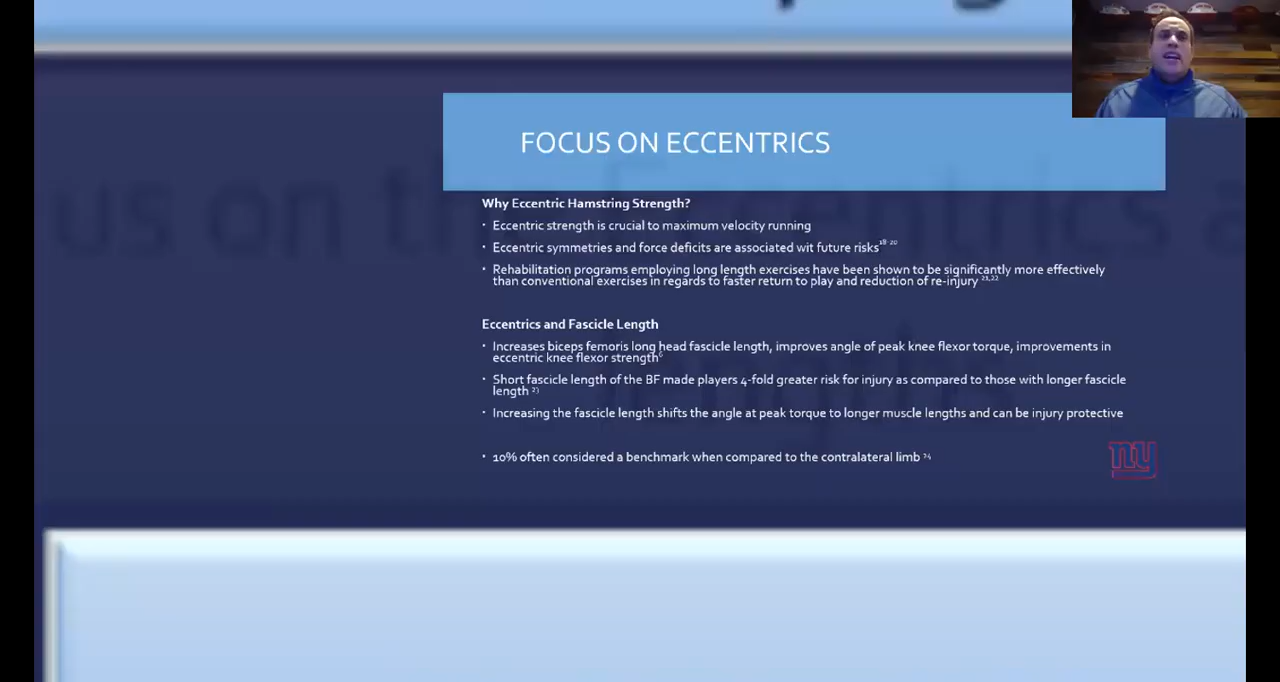 FOCUS ON ECCENTRICS
Why Eccentric Hamstring Strength?
• Eccentric strength is crucial to maximum velocity running
• Eccentric symmetries and force deficits are associated wit future risks18-20
• Rehabilitation programs employing long length exercises have been shown to be significantly more effectively
than conventional exercises in regards to faster return to play and reduction of re-injury 21,22
Eccentrics and Fascicle Length
• Increases biceps femoris long head fascicle length, improves angle of peak knee flexor torque, improvements in
eccentric knee flexor strength6
• Short fascicle length of the BF made players 4-fold greater risk for injury as compared to those with longer fascicle
length
• Increasing the fascicle length shifts the angle at peak torque to longer muscle lengths and can be injury protective
• 10% often considered a benchmark when compared to the contralateral limb
ny